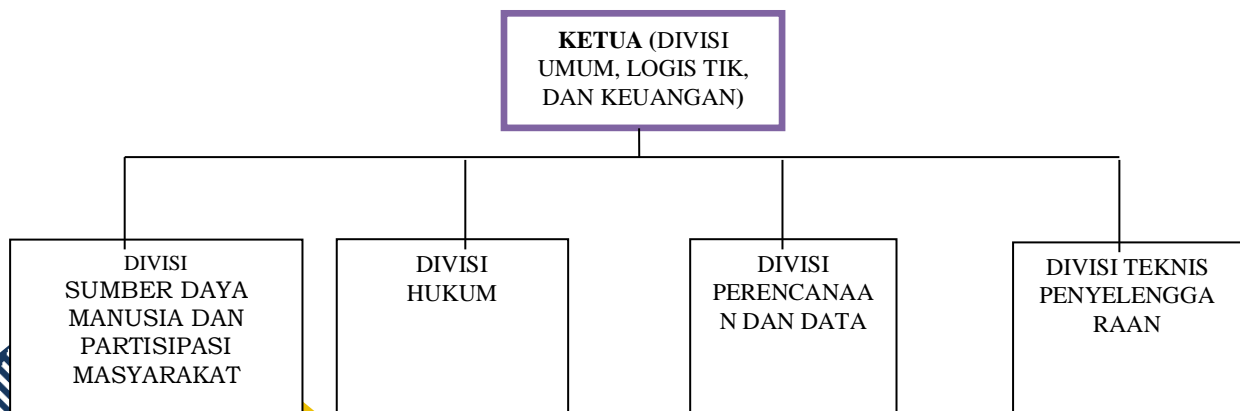 KETUA (DIVISI
UMUM, LOGIS TIK,
DAN KEUANGAN)
DIVISI
SUMBER DAYA
MANUSIA DAN
PARTISIPASI
MASYARAKAT
DIVISI
HUKUM
DIVISI
PERENCANAA
N DAN DATA
DIVISI TEKNIS
PENYELENGGA
RAAN